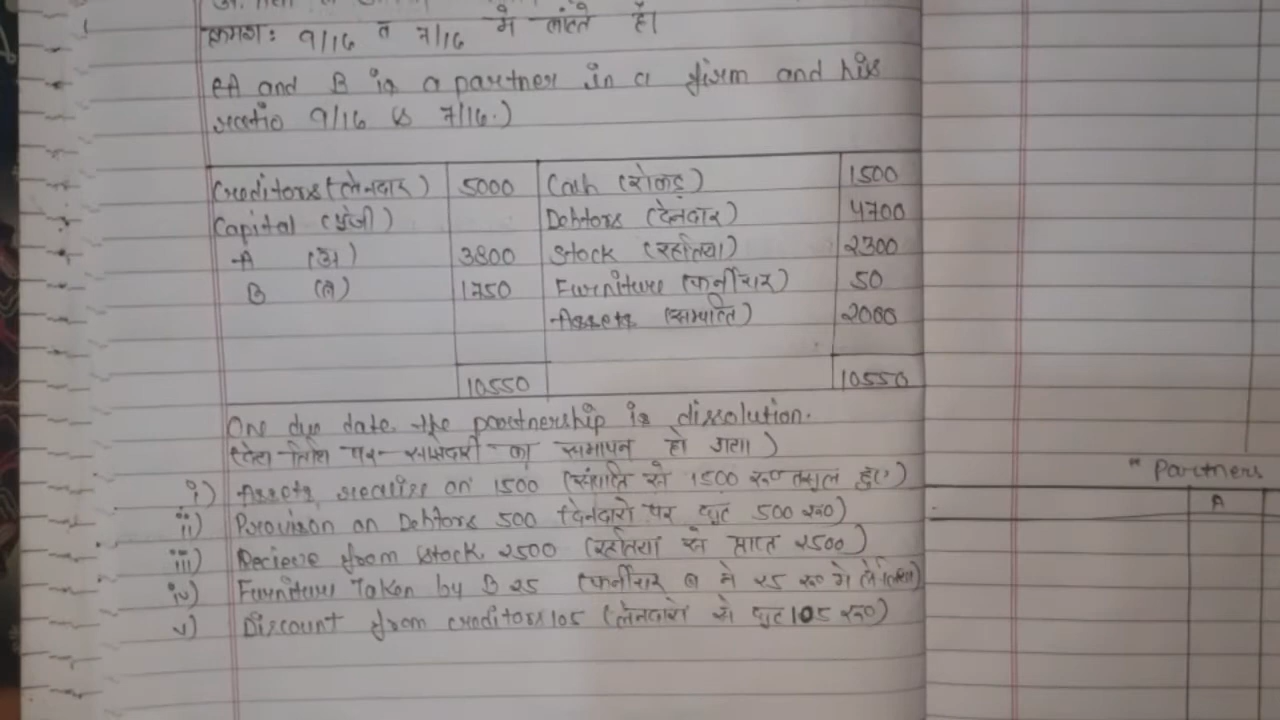 क्रमशः 9/16 व 7/16 में बांटते हैं।
(A and B is a partner in a firm and his
ratio 9/16 & 7/16.)
Creditors (लेनदार) 5000 Cash (रोकड़) 1500
Capital (पूंजी) Debtors (देनदार) 4700
A (अ) 3800 Stock (रहतिया) 2300
B (ब) 1750 Furniture (फर्नीचर) 50
Assets (सम्पत्ति) 2000
10550 10550
One due date the partnership is dissolution.
पर साझेदारी का समापन हो गया)
i) Assets realise on 1500 (संपत्ति से 1500 रू० वसूल हुए)
ii) Provison on Debtors 500 (देनदारों पर छूट 500 रू०)
iii) Recieve from stock 2500 (रहतिया से प्राप्त 2500)
iv) Furniture Taken by B 25 (फर्नीचर B ने 25 रू० में ले लिया)
v) Discount from creditors 105 (लेनदारों से छूट 105 रू०)
" Partners
A